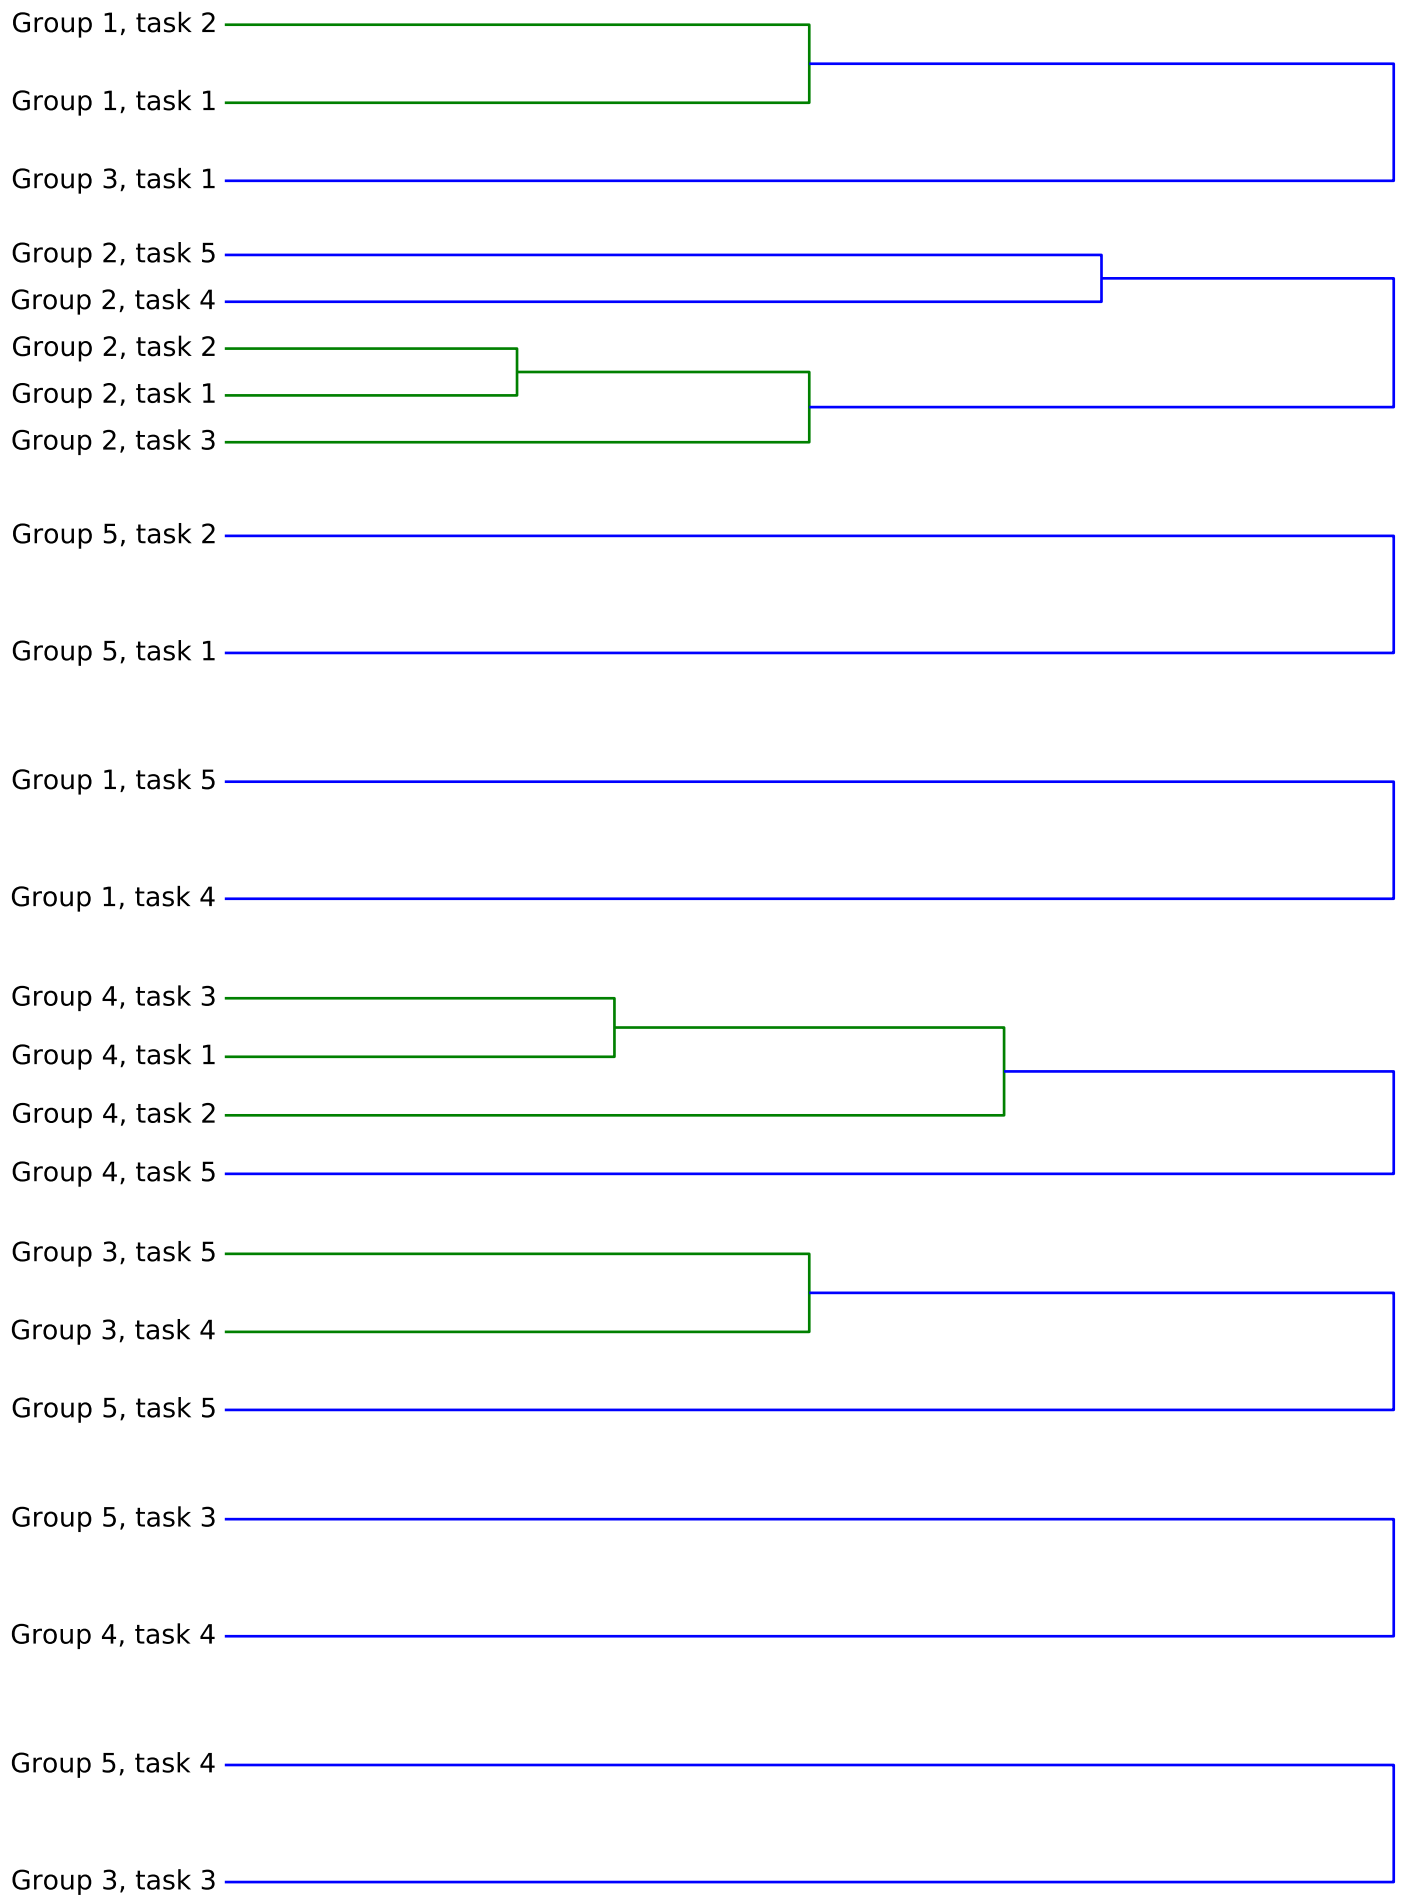 Group 1, task 2
Group 1, task 1
Group 3, task 1
Group 2, task 5
Group 2, task 4
Group 2, task 2
Group 2, task 1
Group 2, task 3
Group 5, task 2
Group 5, task 1
Group 1, task 5
Group 1, task 4
Group 4, task 3
Group 4, task 1
Group 4, task 2
Group 4, task 5
Group 3, task 5
Group 3, task 4
Group 5, task 5
Group 5, task 3
Group 4, task 4
Group 5, task 4
Group 3, task 3